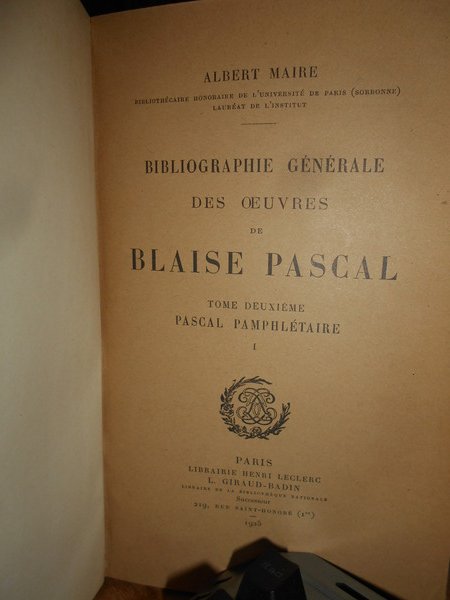 ALBERT MAIRE
BIBLIOTHÉCAIRE HONORAIRE DE L'UNIVERSITÉ DE PARIS (SORBONNE)
LAURÉAT DE L'INSTITUT
BIBLIOGRAPHIE GÉNÉRALE
DES ŒUVRES
DE
BLAISE PASCAL
TOME DEUXIÈME
PASCAL PAMPHLÉTAIRE
I
PARIS
LIBRAIRIE HENRI LECLERC
L. GIRAUD-BADIN
LIBRAIRE DE LA BIBLIOTHÈQUE NATIONALE
Successeur
219, RUE SAINT-HONORÉ (1er)
1925